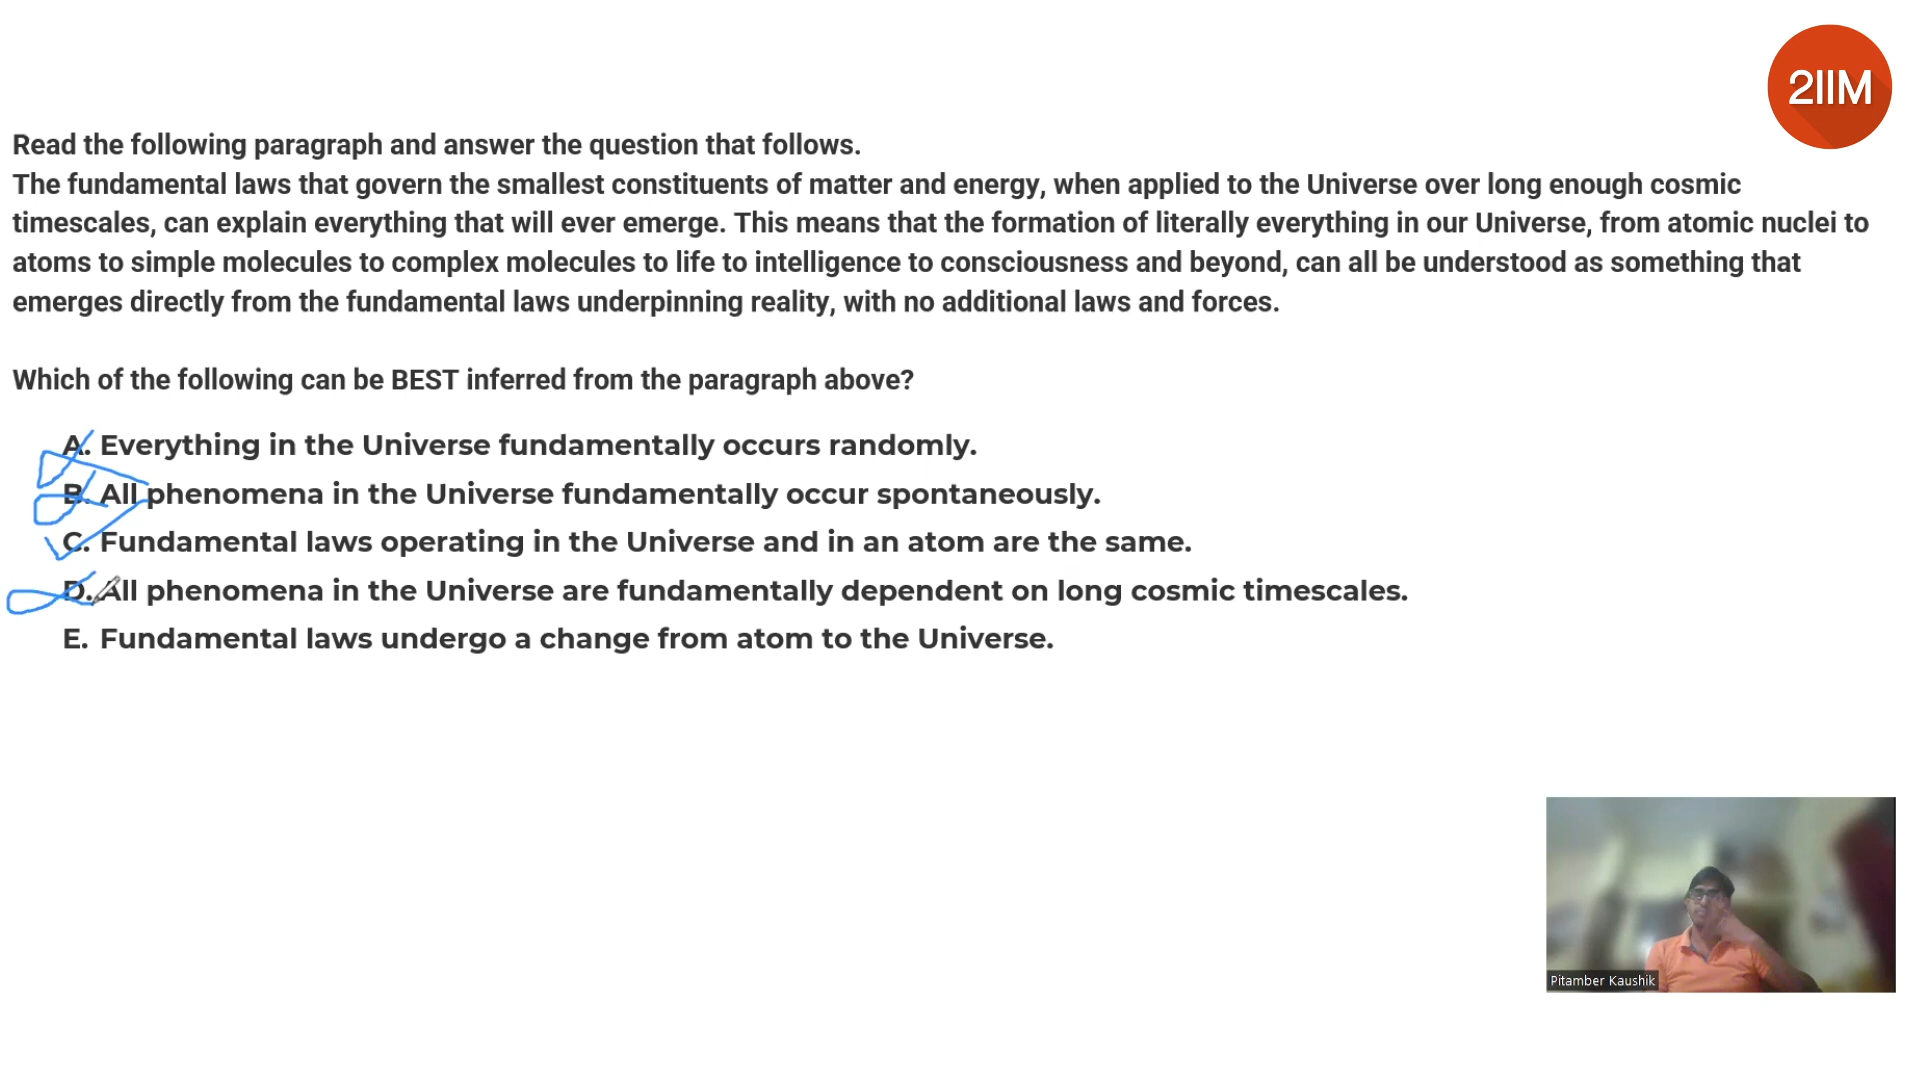 2IIM
Read the following paragraph and answer the question that follows.
The fundamental laws that govern the smallest constituents of matter and energy, when applied to the Universe over long enough cosmic
timescales, can explain everything that will ever emerge. This means that the formation of literally everything in our Universe, from atomic nuclei to
atoms to simple molecules to complex molecules to life to intelligence to consciousness and beyond, can all be understood as something that
emerges directly from the fundamental laws underpinning reality, with no additional laws and forces.
Which of the following can be BEST inferred from the paragraph above?
A. Everything in the Universe fundamentally occurs randomly.
B. All phenomena in the Universe fundamentally occur spontaneously.
C. Fundamental laws operating in the Universe and in an atom are the same.
D. All phenomena in the Universe are fundamentally dependent on long cosmic timescales.
E. Fundamental laws undergo a change from atom to the Universe.
Pitamber Kaushik